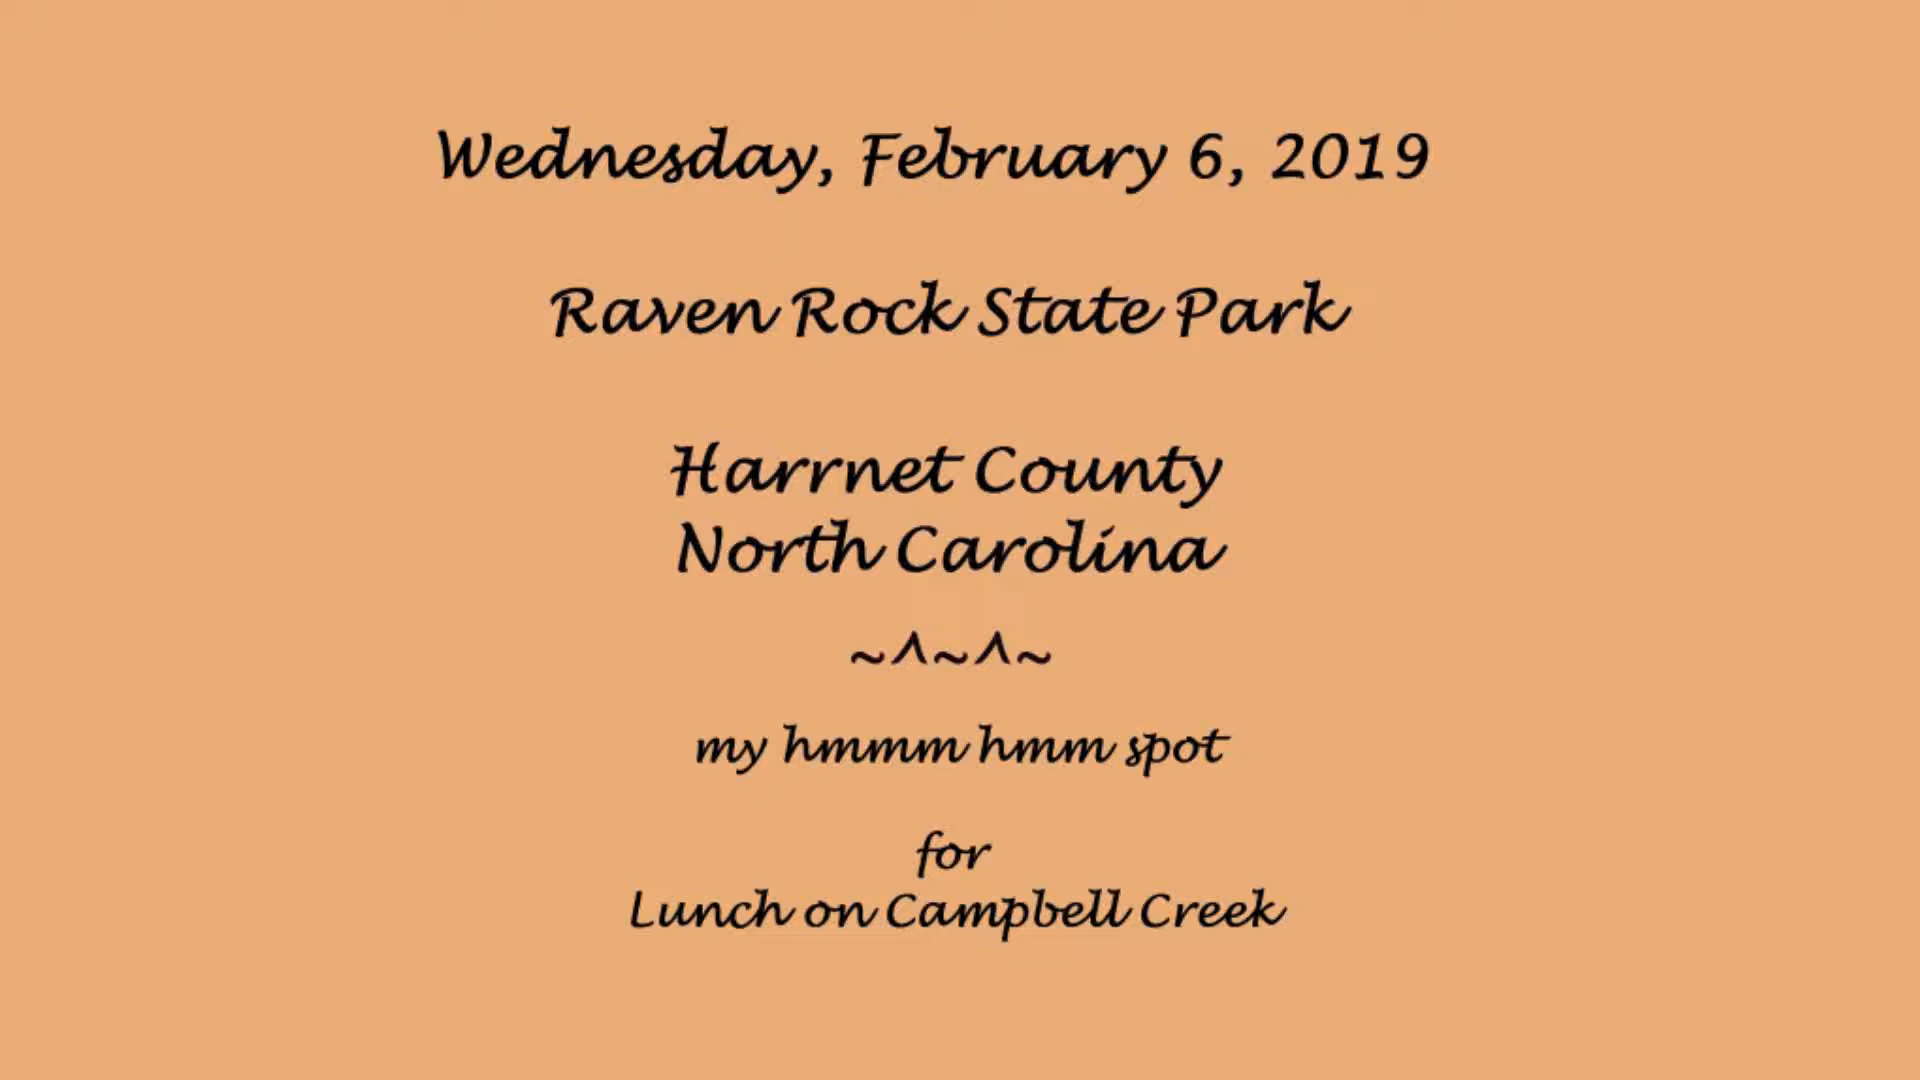 Wednesday, February 6, 2019
Raven Rock State Park
Harrnet County
North Carolina
~^~^~
my hmmm hmm spot
for
Lunch on Campbell Creek